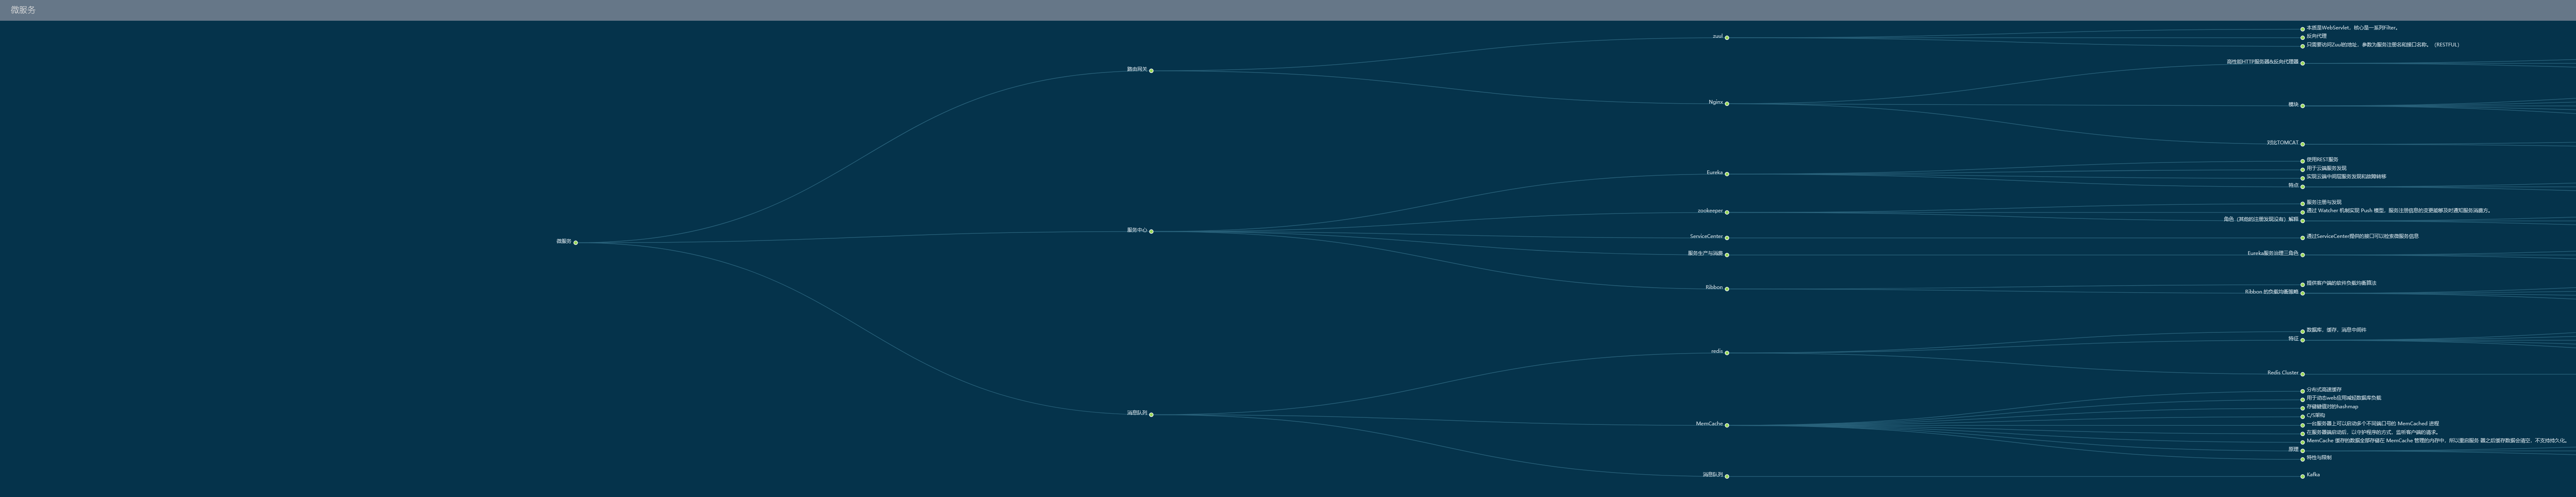 微服务
微服务
路由网关
zuul
本质是WebServlet，核心是一系列Filter。
反向代理
只需要访问Zuul的地址，参数为服务注册名和接口名称。（RESTFUL）
Nginx
高性能HTTP服务器&反向代理器
模块
对比TOMCAT
服务中心
Eureka
使用REST服务
用于云端服务发现
实现云端中间层服务发现和故障转移
特点
zookeeper
服务注册与发现
通过 Watcher 机制实现 Push 模型，服务注册信息的变更能够及时通知服务消费方。
角色（其他的注册发现没有）解释
ServiceCenter
通过ServiceCenter提供的接口可以检索微服务信息
服务生产与消费
Eureka服务治理三角色
Ribbon
提供客户端的软件负载均衡算法
Ribbon 的负载均衡策略
消息队列
redis
数据库、缓存、消息中间件
特征
Redis Cluster
MemCache
分布式高速缓存
用于动态web应用减轻数据库负载
存储键值对的hashmap
C/S架构
一台服务器上可以启动多个不同端口号的 MemCached 进程
在服务器端启动后，以守护程序的方式，监听客户端的请求。
MemCache 缓存的数据全部存储在 MemCache 管理的内存中，所以重启服务 器之后缓存数据会清空，不支持持久化。
原理
特性与限制
消息队列
Kafka